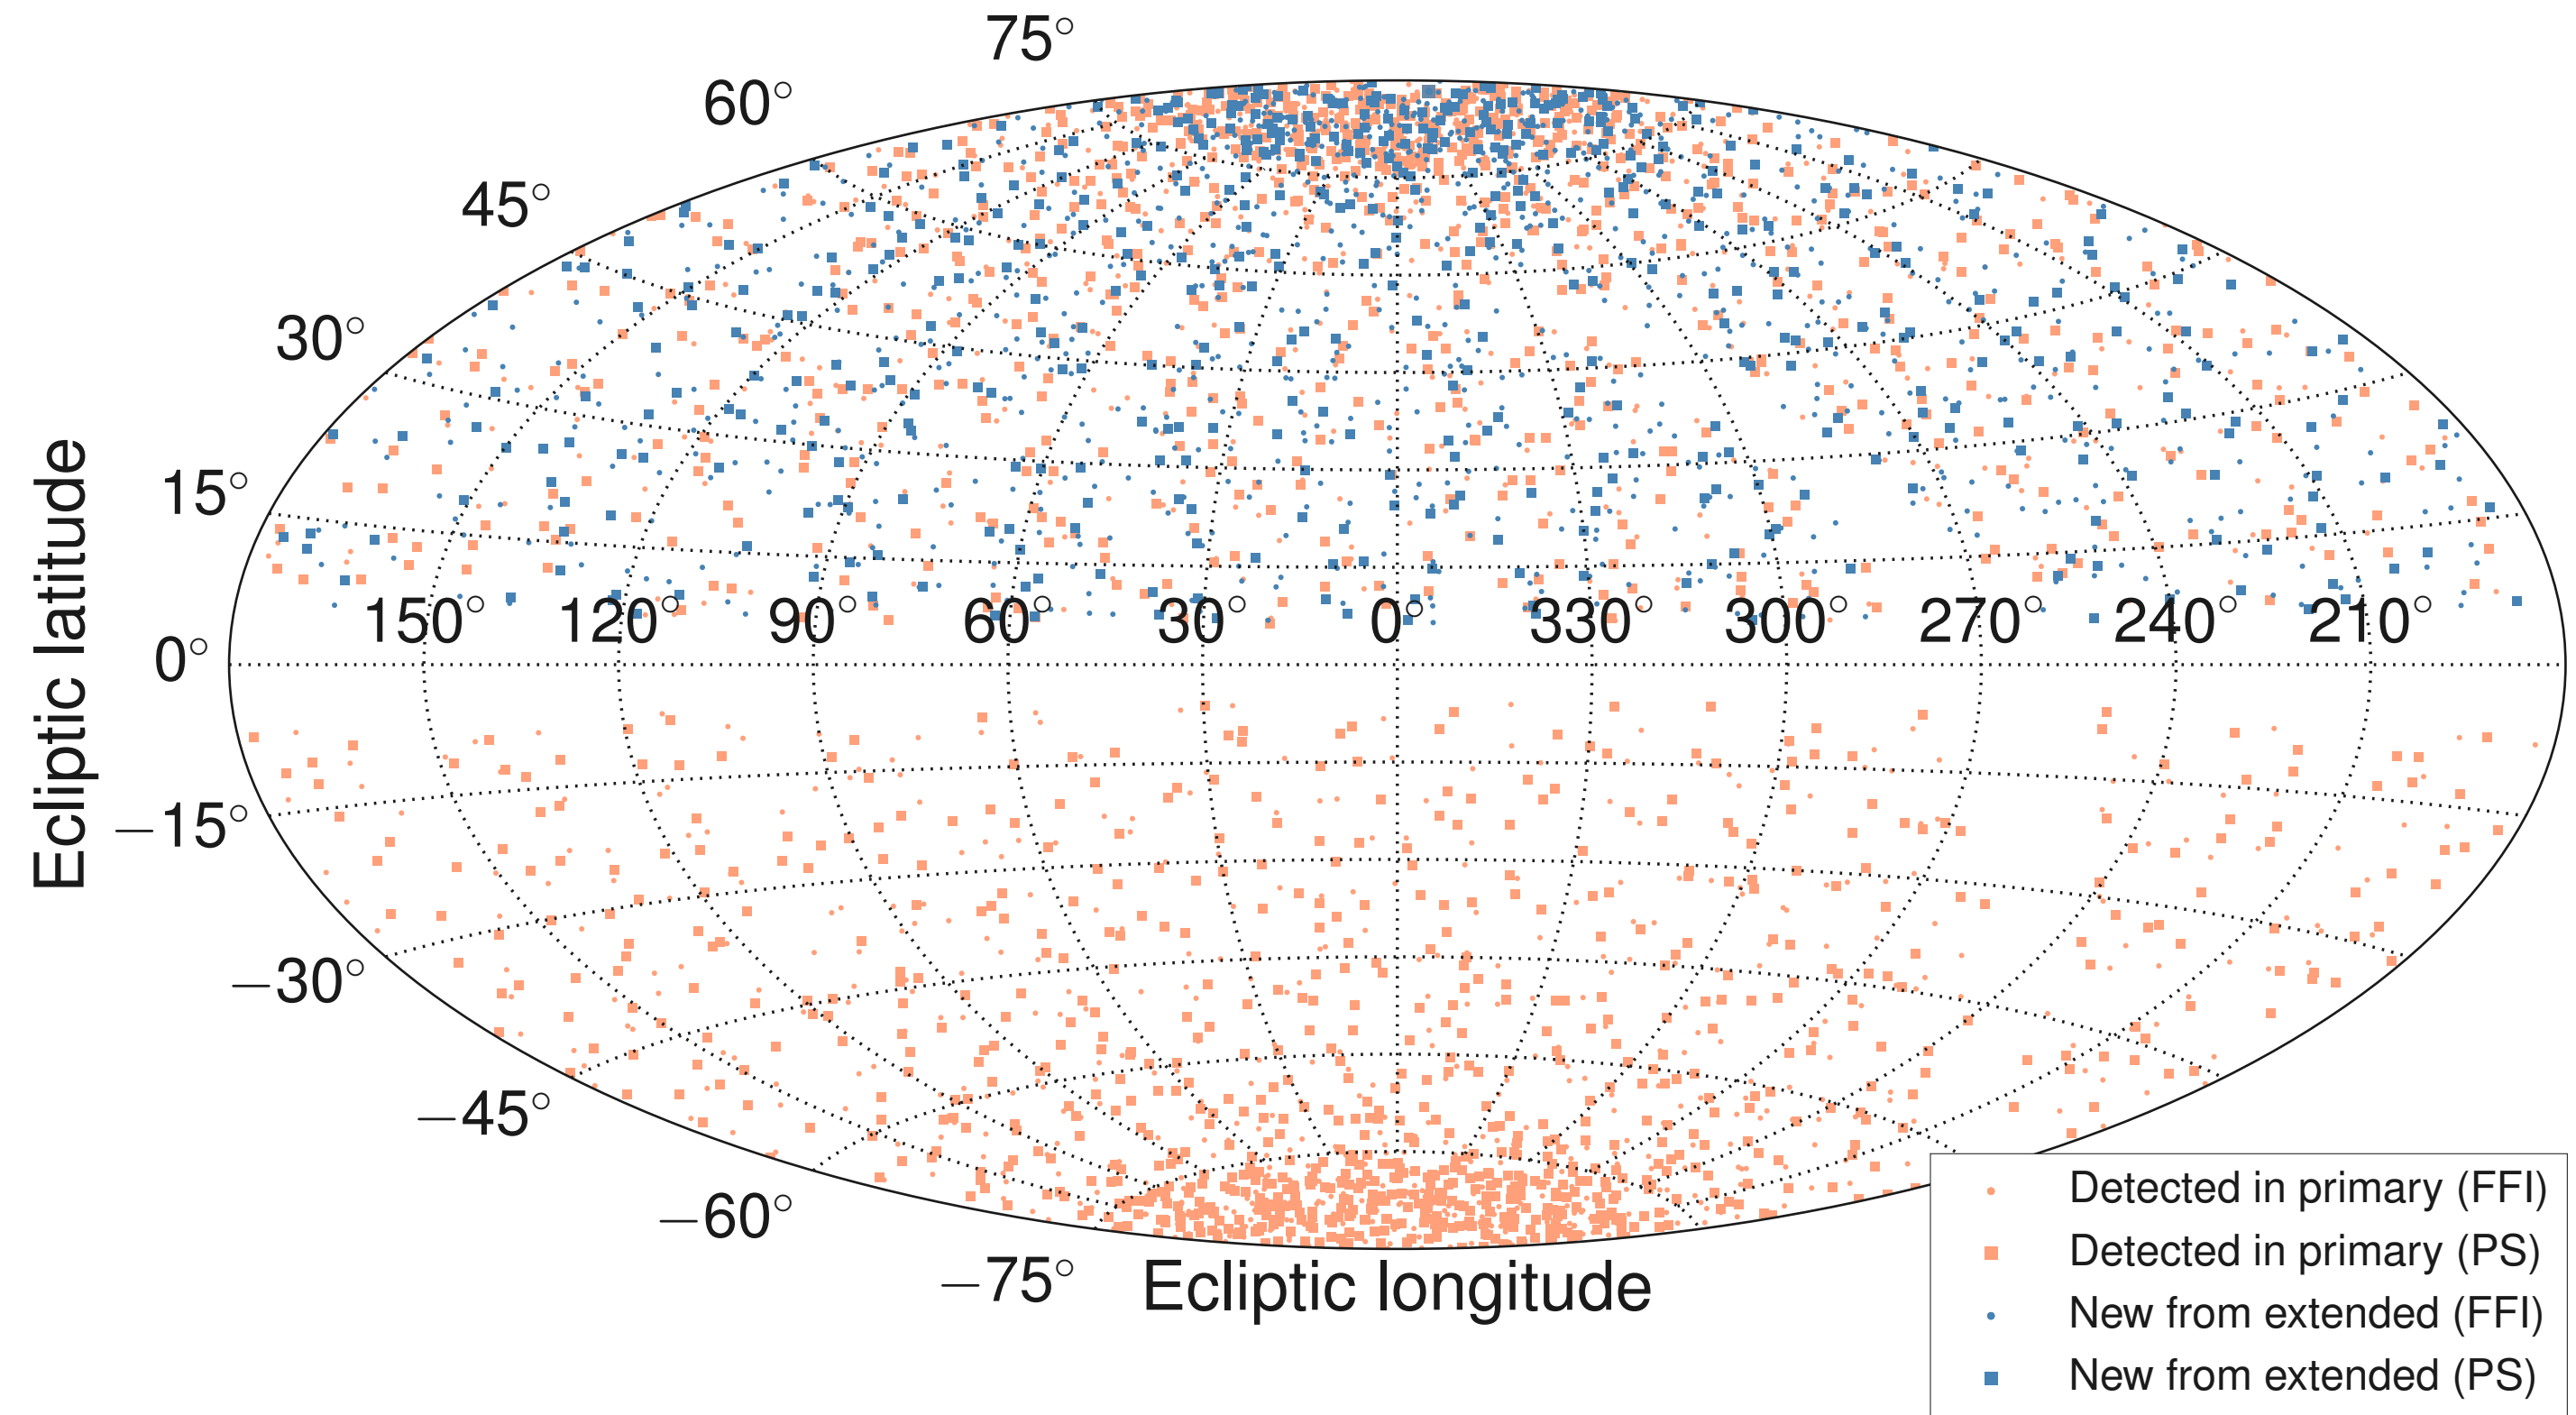 75°
60°
45°
30°
15°
150° 120° 90° 60° 30° 0° 330° 300° 270° 240° 210°
0°
Ecliptic latitude
−15°
−30°
−45°
−60°
−75°
Ecliptic longitude
Detected in primary (FFI)
Detected in primary (PS)
New from extended (FFI)
New from extended (PS)